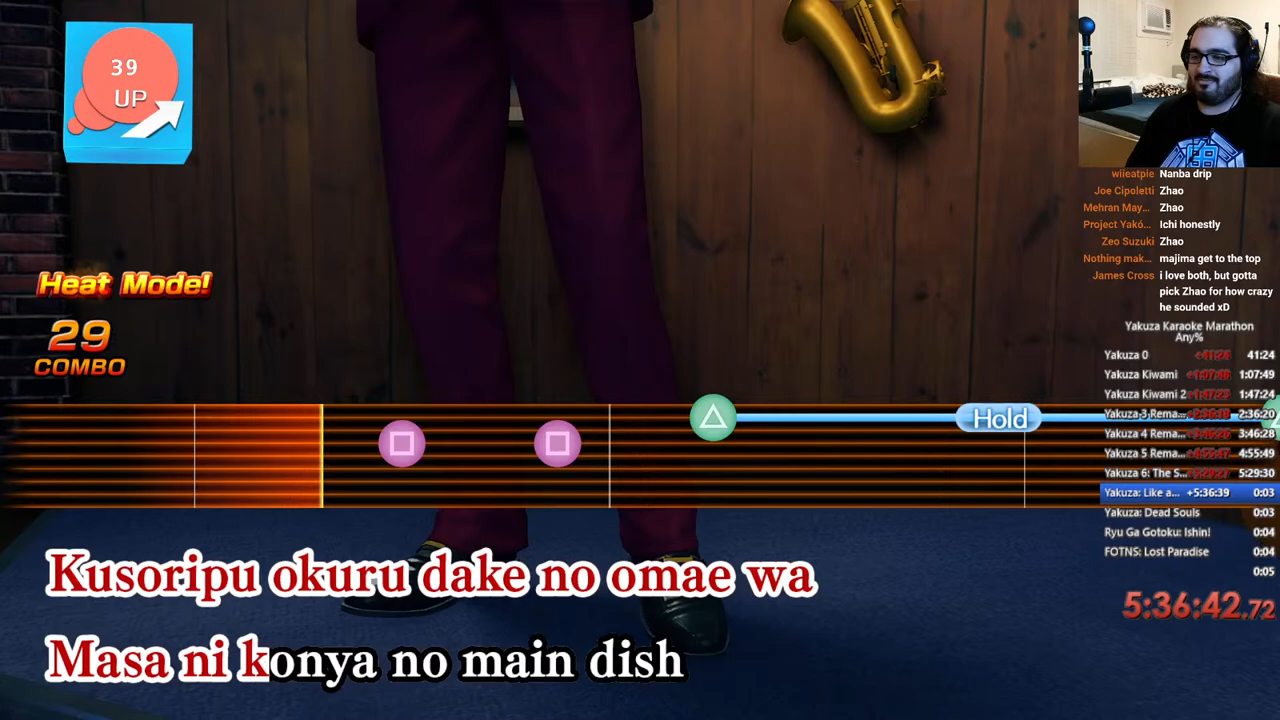 39
UP
Heat Mode!
29
COMBO
Hold
Kusoripu okuru dake no omae wa
Masa ni konya no main dish
wiieatpie Nanba drip
Joe Cipoletti Zhao
Mehran May... Zhao
Project Yakó... Ichi honestly
Zeo Suzuki Zhao
Nothing mak... majima get to the top
James Cross i love both, but gotta
pick Zhao for how crazy
he sounded xD
Yakuza Karaoke Marathon
Any%
Yakuza 0 +41:24 41:24
Yakuza Kiwami 1:07:49
Yakuza Kiwami 2 1:47:24
Yakuza 3 Rema... 2:36:20
Yakuza 4 Rema... 3:46:28
Yakuza 5 Rema... 4:55:49
Yakuza 6: The S... 5:29:30
Yakuza: Like a... +5:36:39 0:03
Yakuza: Dead Souls 0:03
Ryu Ga Gotoku: Ishin! 0:04
FOTNS: Lost Paradise 0:04
0:05
5:36:42.72